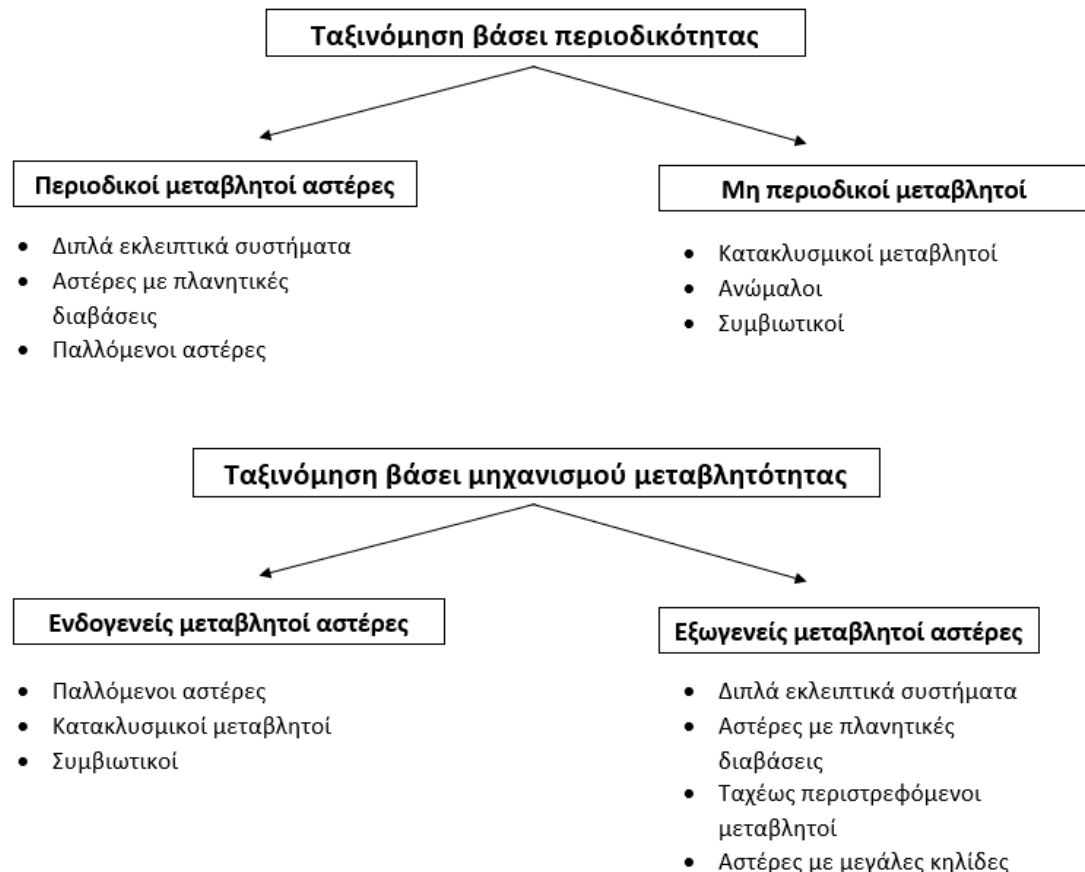 Ταξινόμηση βάσει περιοδικότητας
Περιοδικοί μεταβλητοί αστέρες
• Διπλά εκλειπτικά συστήματα
• Αστέρες με πλανητικές
διαβάσεις
• Παλλόμενοι αστέρες
Μη περιοδικοί μεταβλητοί
• Κατακλυσμικοί μεταβλητοί
• Ανώμαλοι
• Συμβιωτικοί
Ταξινόμηση βάσει μηχανισμού μεταβλητότητας
Ενδογενείς μεταβλητοί αστέρες
• Παλλόμενοι αστέρες
• Κατακλυσμικοί μεταβλητοί
• Συμβιωτικοί
Εξωγενείς μεταβλητοί αστέρες
• Διπλά εκλειπτικά συστήματα
• Αστέρες με πλανητικές
διαβάσεις
• Ταχέως περιστρεφόμενοι
μεταβλητοί
• Αστέρες με μεγάλες κηλίδες